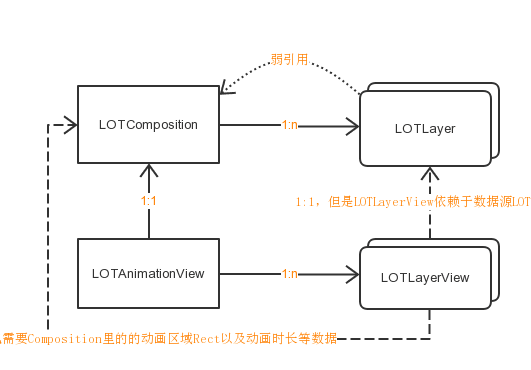 弱引用
LOTComposition
1:n
LOTLayer
1:1
1:1，但是LOTLayerView依赖于数据源LOT
LOTAnimationView
1:n
LOTLayerView
需要Composition里的的动画区域Rect以及动画时长等数据